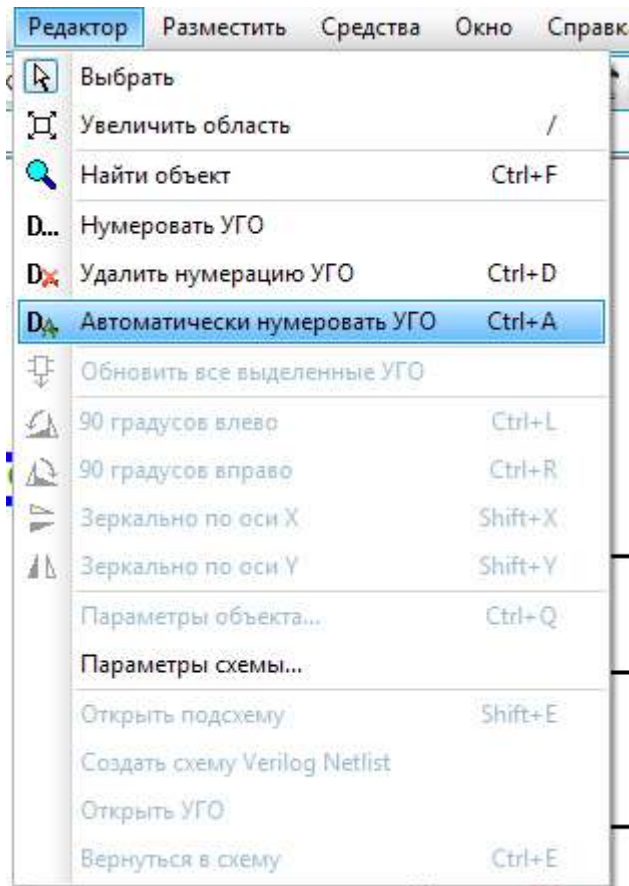 Редактор Разместить Средства Окно Справк
Выбрать
Увеличить область /
Найти объект Ctrl+F
D... Нумеровать УГО
D Удалить нумерацию УГО Ctrl+D
D Автоматически нумеровать УГО Ctrl+A
Обновить все выделенные УГО
90 градусов влево Ctrl+L
90 градусов вправо Ctrl+R
Зеркально по оси X Shift+X
Зеркально по оси Y Shift+Y
Параметры объекта... Ctrl+Q
Параметры схемы...
Открыть подсхему Shift+E
Создать схему Verilog Netlist
Открыть УГО
Вернуться в схему Ctrl+E